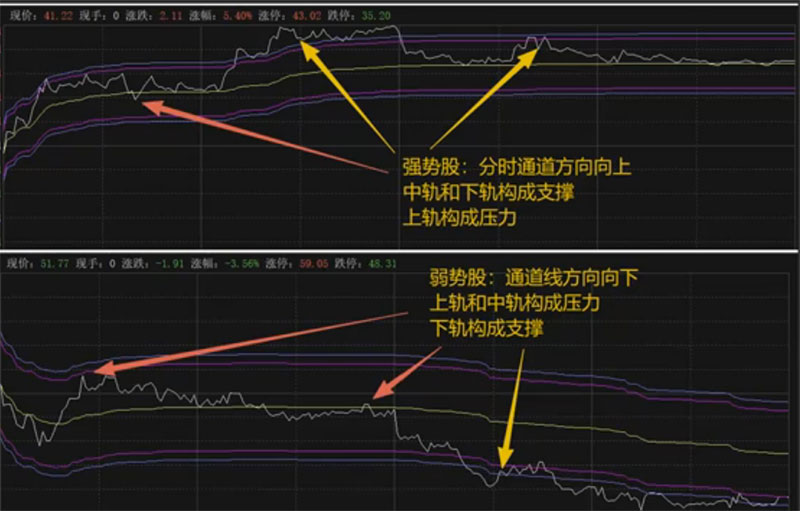 现价: 41.22 现手: 0 涨跌: 2.11 涨幅: 5.40% 涨停: 43.02 跌停: 35.20
强势股：分时通道方向向上
中轨和下轨构成支撑
上轨构成压力
现价: 51.77 现手: 0 涨跌: -1.91 涨幅: -3.56% 涨停: 59.05 跌停: 48.31
弱势股：通道线方向向下
上轨和中轨构成压力
下轨构成支撑